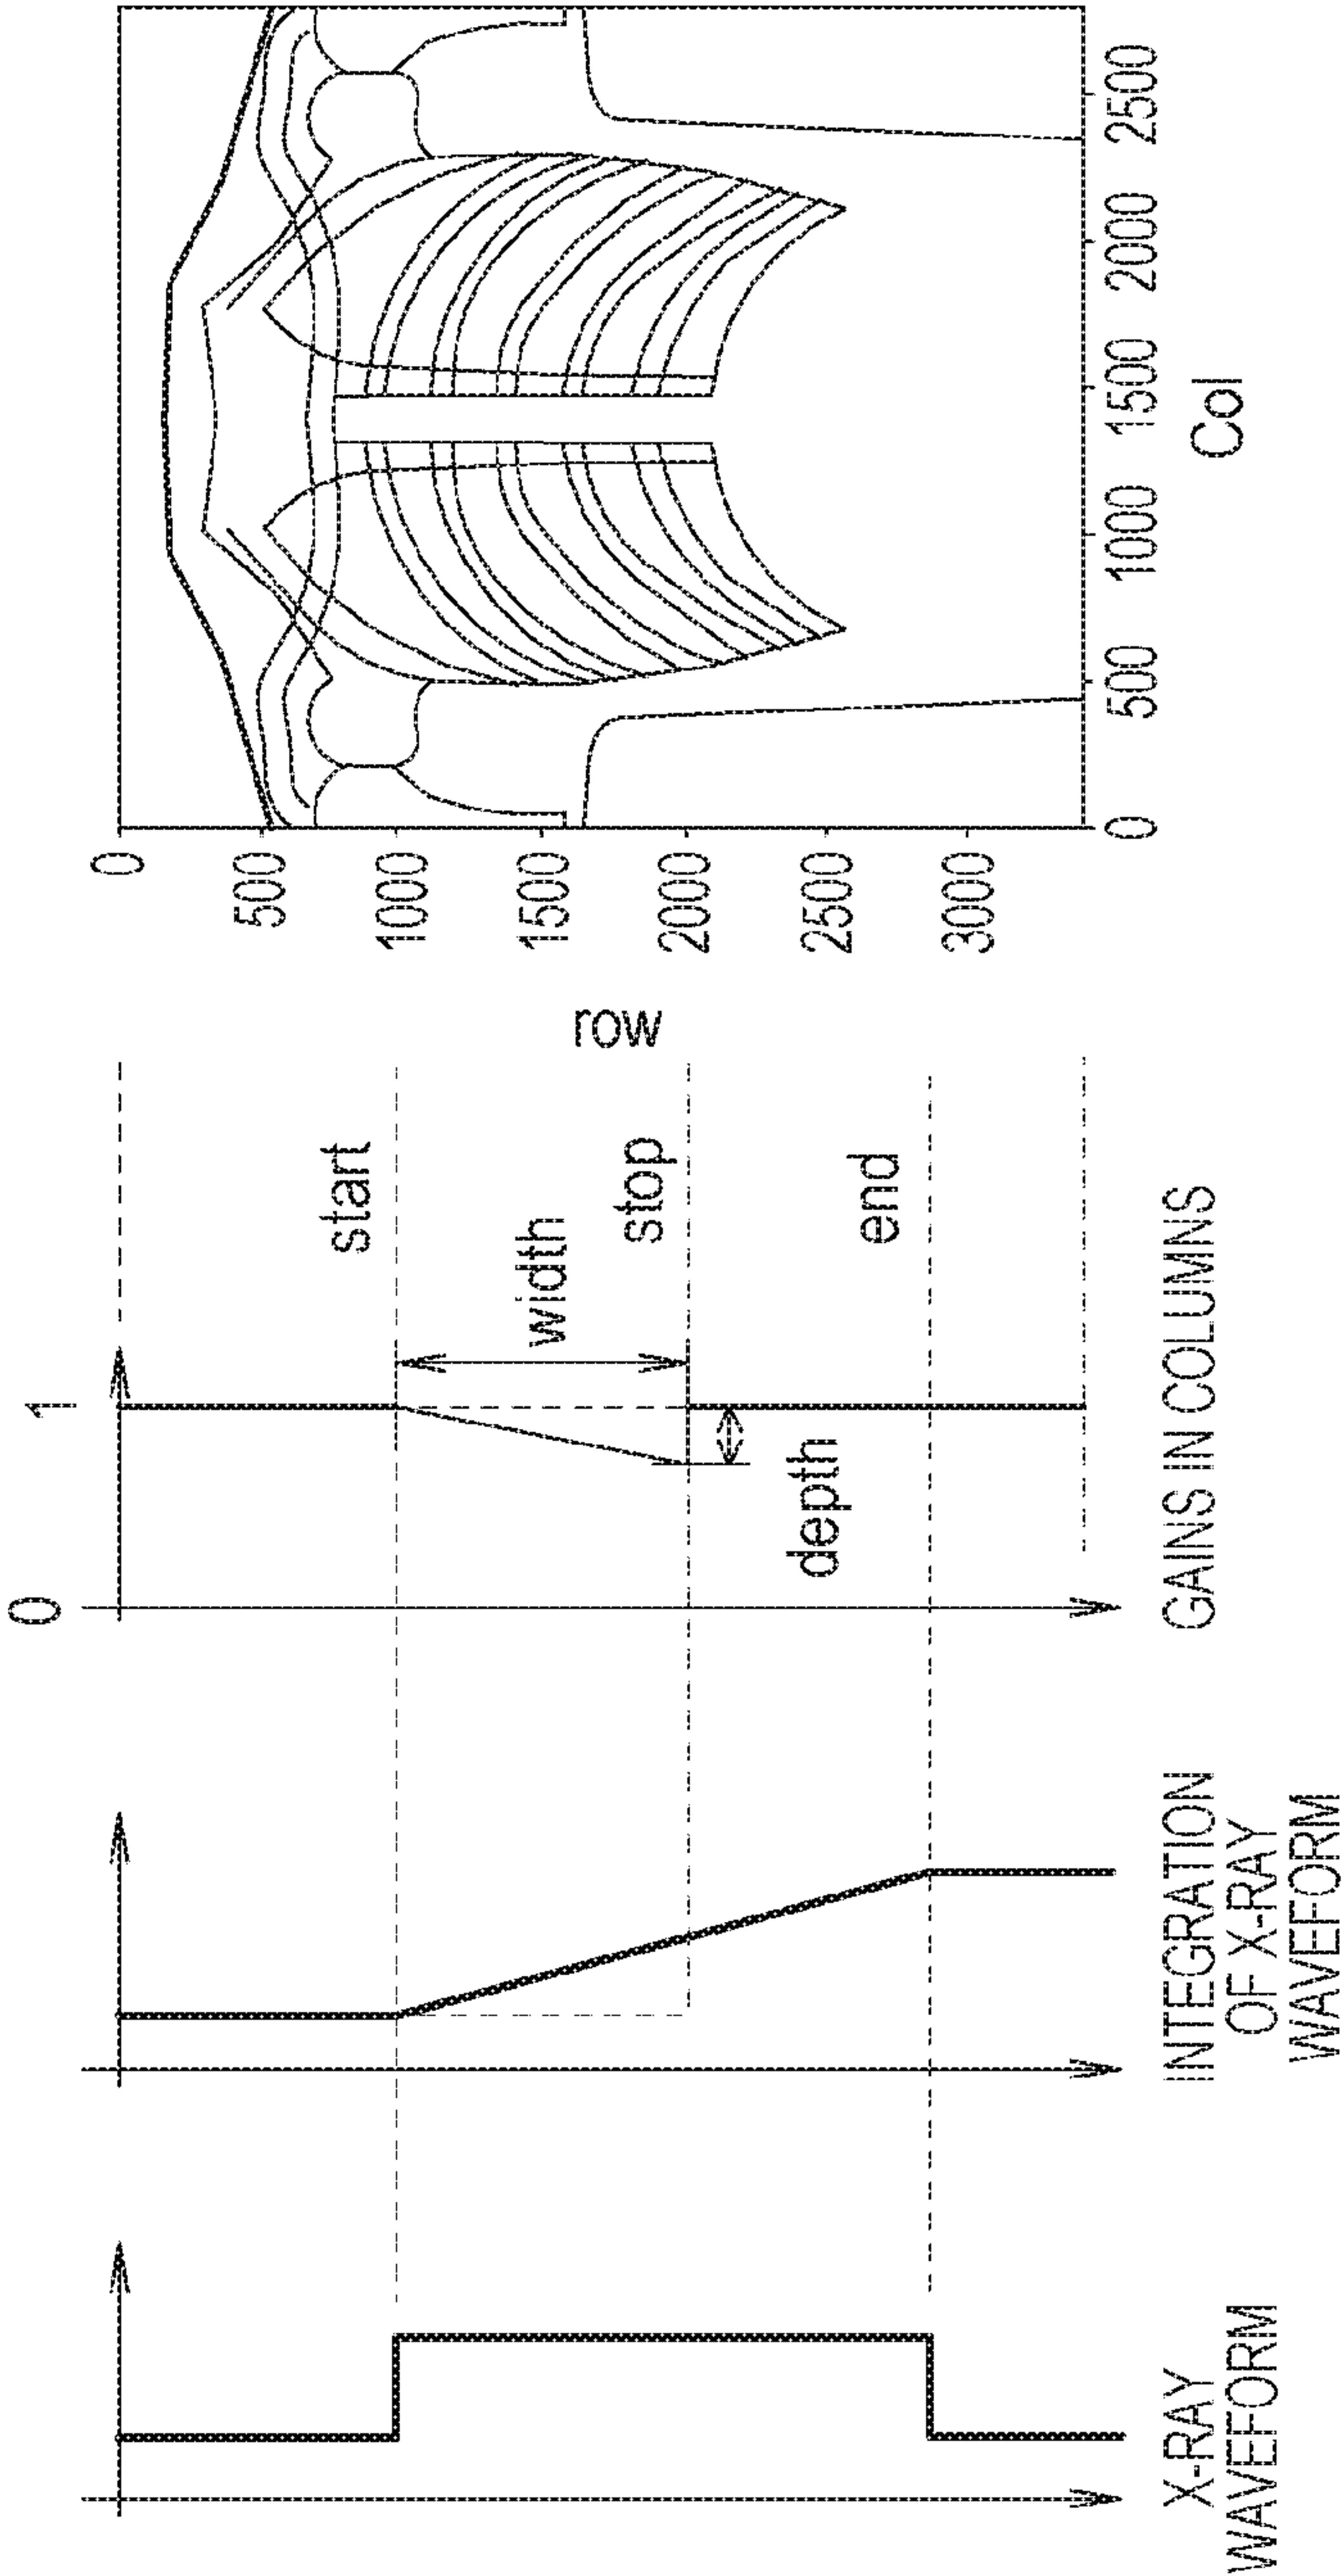 0
1
start
width
stop
depth
end
X-RAY
WAVEFORM
INTEGRATION
OF X-RAY
WAVEFORM
GAINS IN COLUMNS
row
0
500
1000
1500
2000
2500
3000
0
500
1000
1500
2000
2500
Col